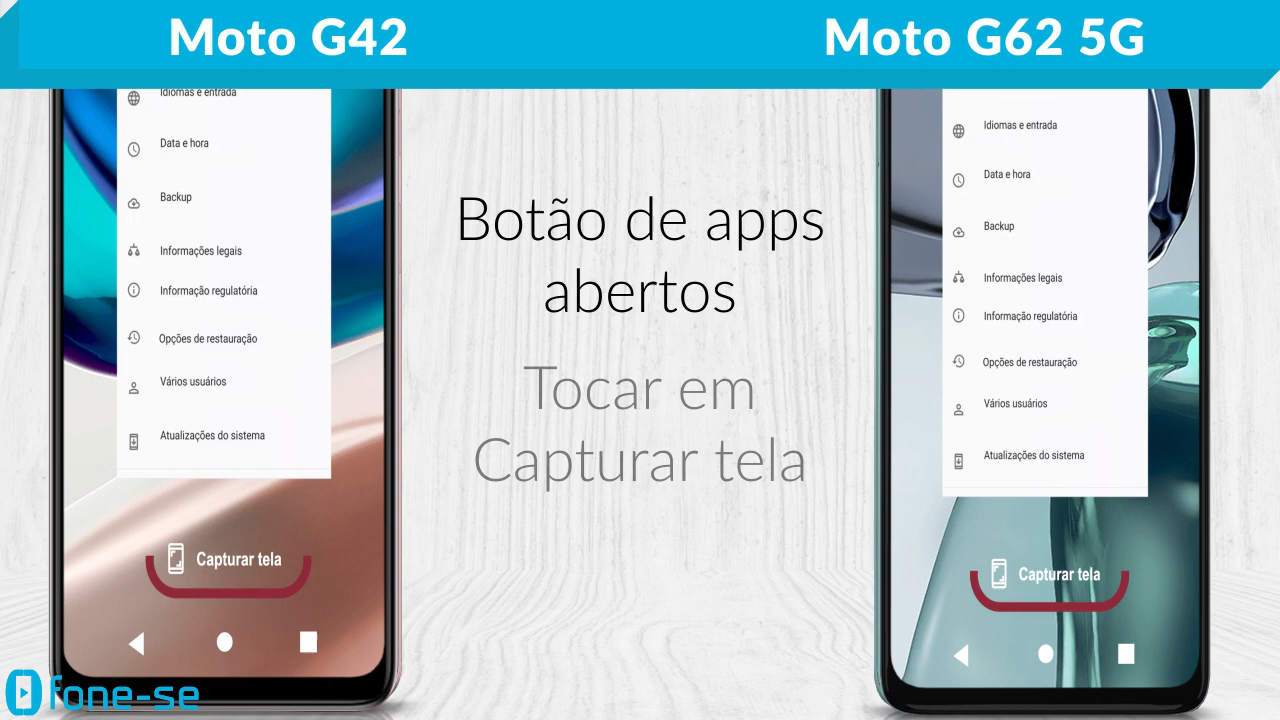 Moto G42
Moto G62 5G
Idiomas e entrada
Data e hora
Backup
Informações legais
Informação regulatória
Opções de restauração
Vários usuários
Atualizações do sistema
Capturar tela
Botão de apps
abertos
Tocar em
Capturar tela
Idiomas e entrada
Data e hora
Backup
Informações legais
Informação regulatória
Opções de restauração
Vários usuários
Atualizações do sistema
Capturar tela
fone-se